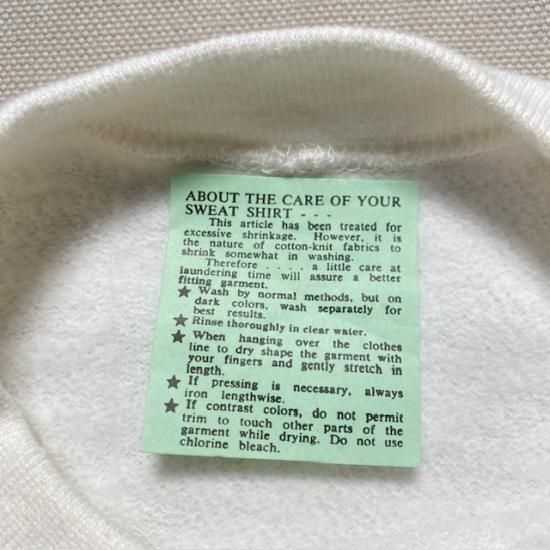 ABOUT THE CARE OF YOUR
SWEAT SHIRT - - -
This article has been treated for
excessive shrinkage. However, it is
the nature of cotton-knit fabrics to
shrink somewhat in washing.
Therefore . . . . a little care at
laundering time will assure a better
fitting garment.
★ Wash by normal methods, but on
dark colors, wash separately for
best results.
★ Rinse thoroughly in clear water.
★ When hanging over the clothes
line to dry shape the garment with
your fingers and gently stretch in
length.
★ If pressing is necessary, always
iron lengthwise.
★ If contrast colors, do not permit
trim to touch other parts of the
garment while drying. Do not use
chlorine bleach.